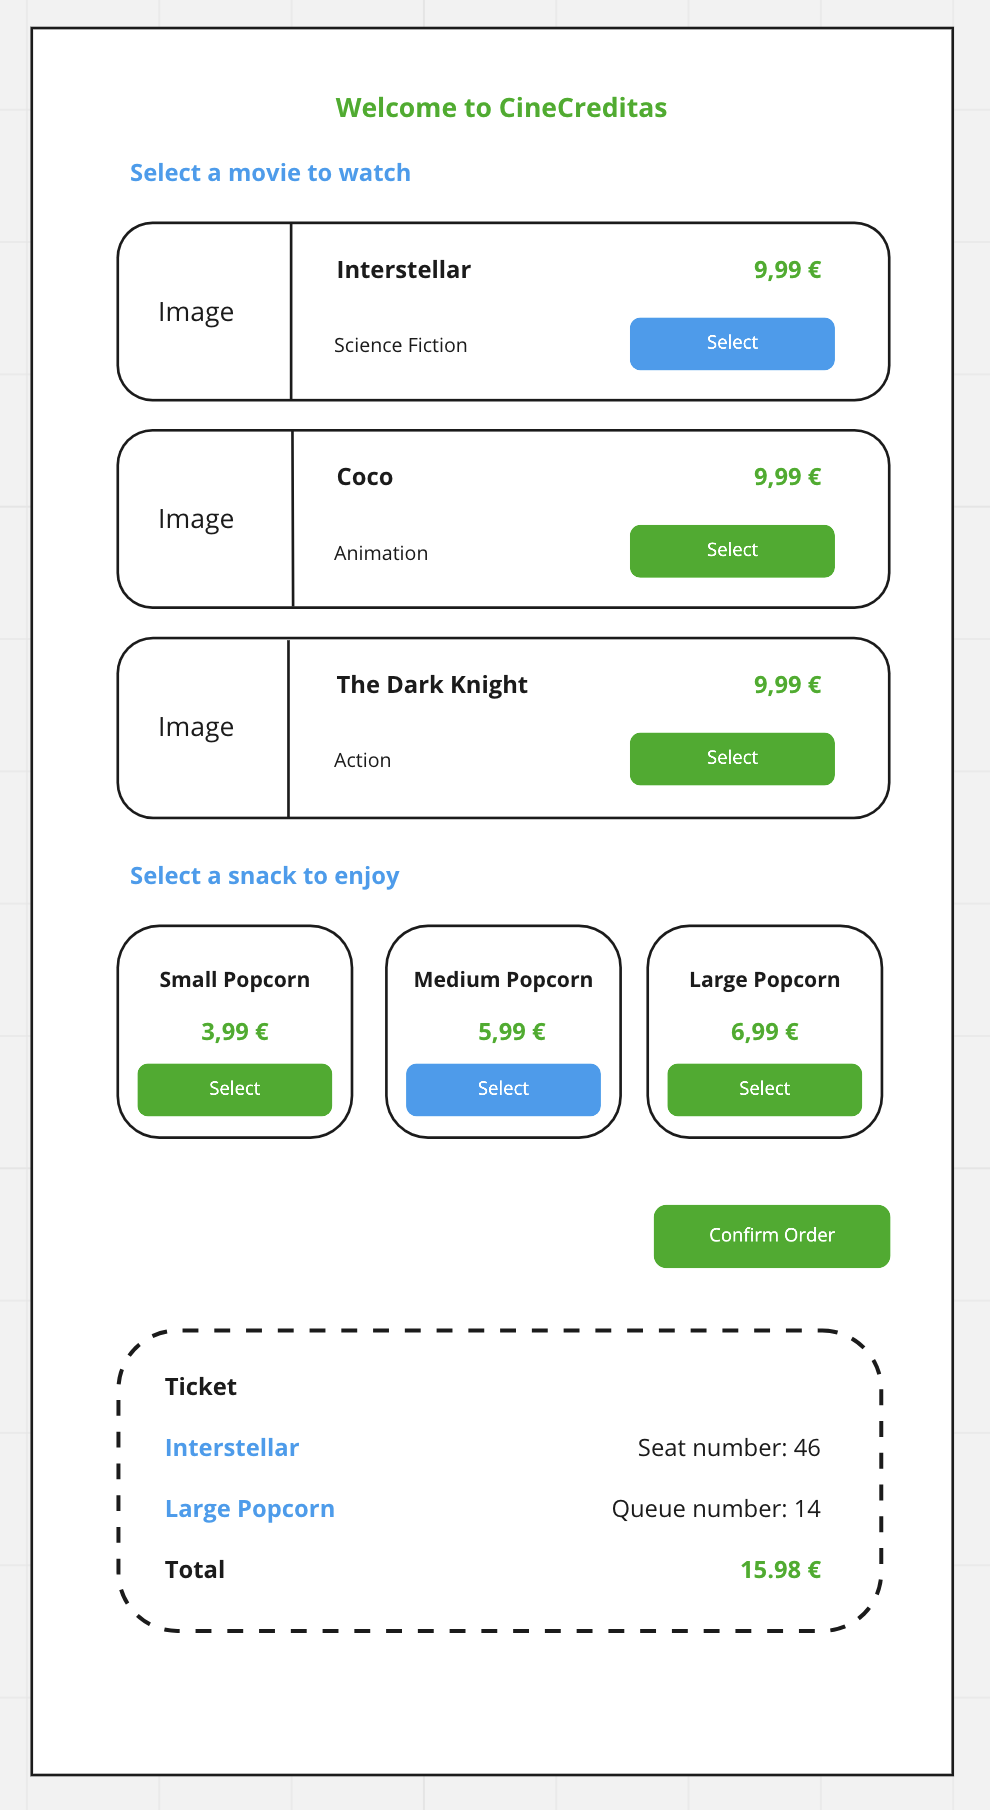 Welcome to CineCreditas
Select a movie to watch
Image
Interstellar
9,99 €
Science Fiction
Select
Image
Coco
9,99 €
Animation
Select
Image
The Dark Knight
9,99 €
Action
Select
Select a snack to enjoy
Small Popcorn
3,99 €
Select
Medium Popcorn
5,99 €
Select
Large Popcorn
6,99 €
Select
Confirm Order
Ticket
Interstellar
Seat number: 46
Large Popcorn
Queue number: 14
Total
15.98 €